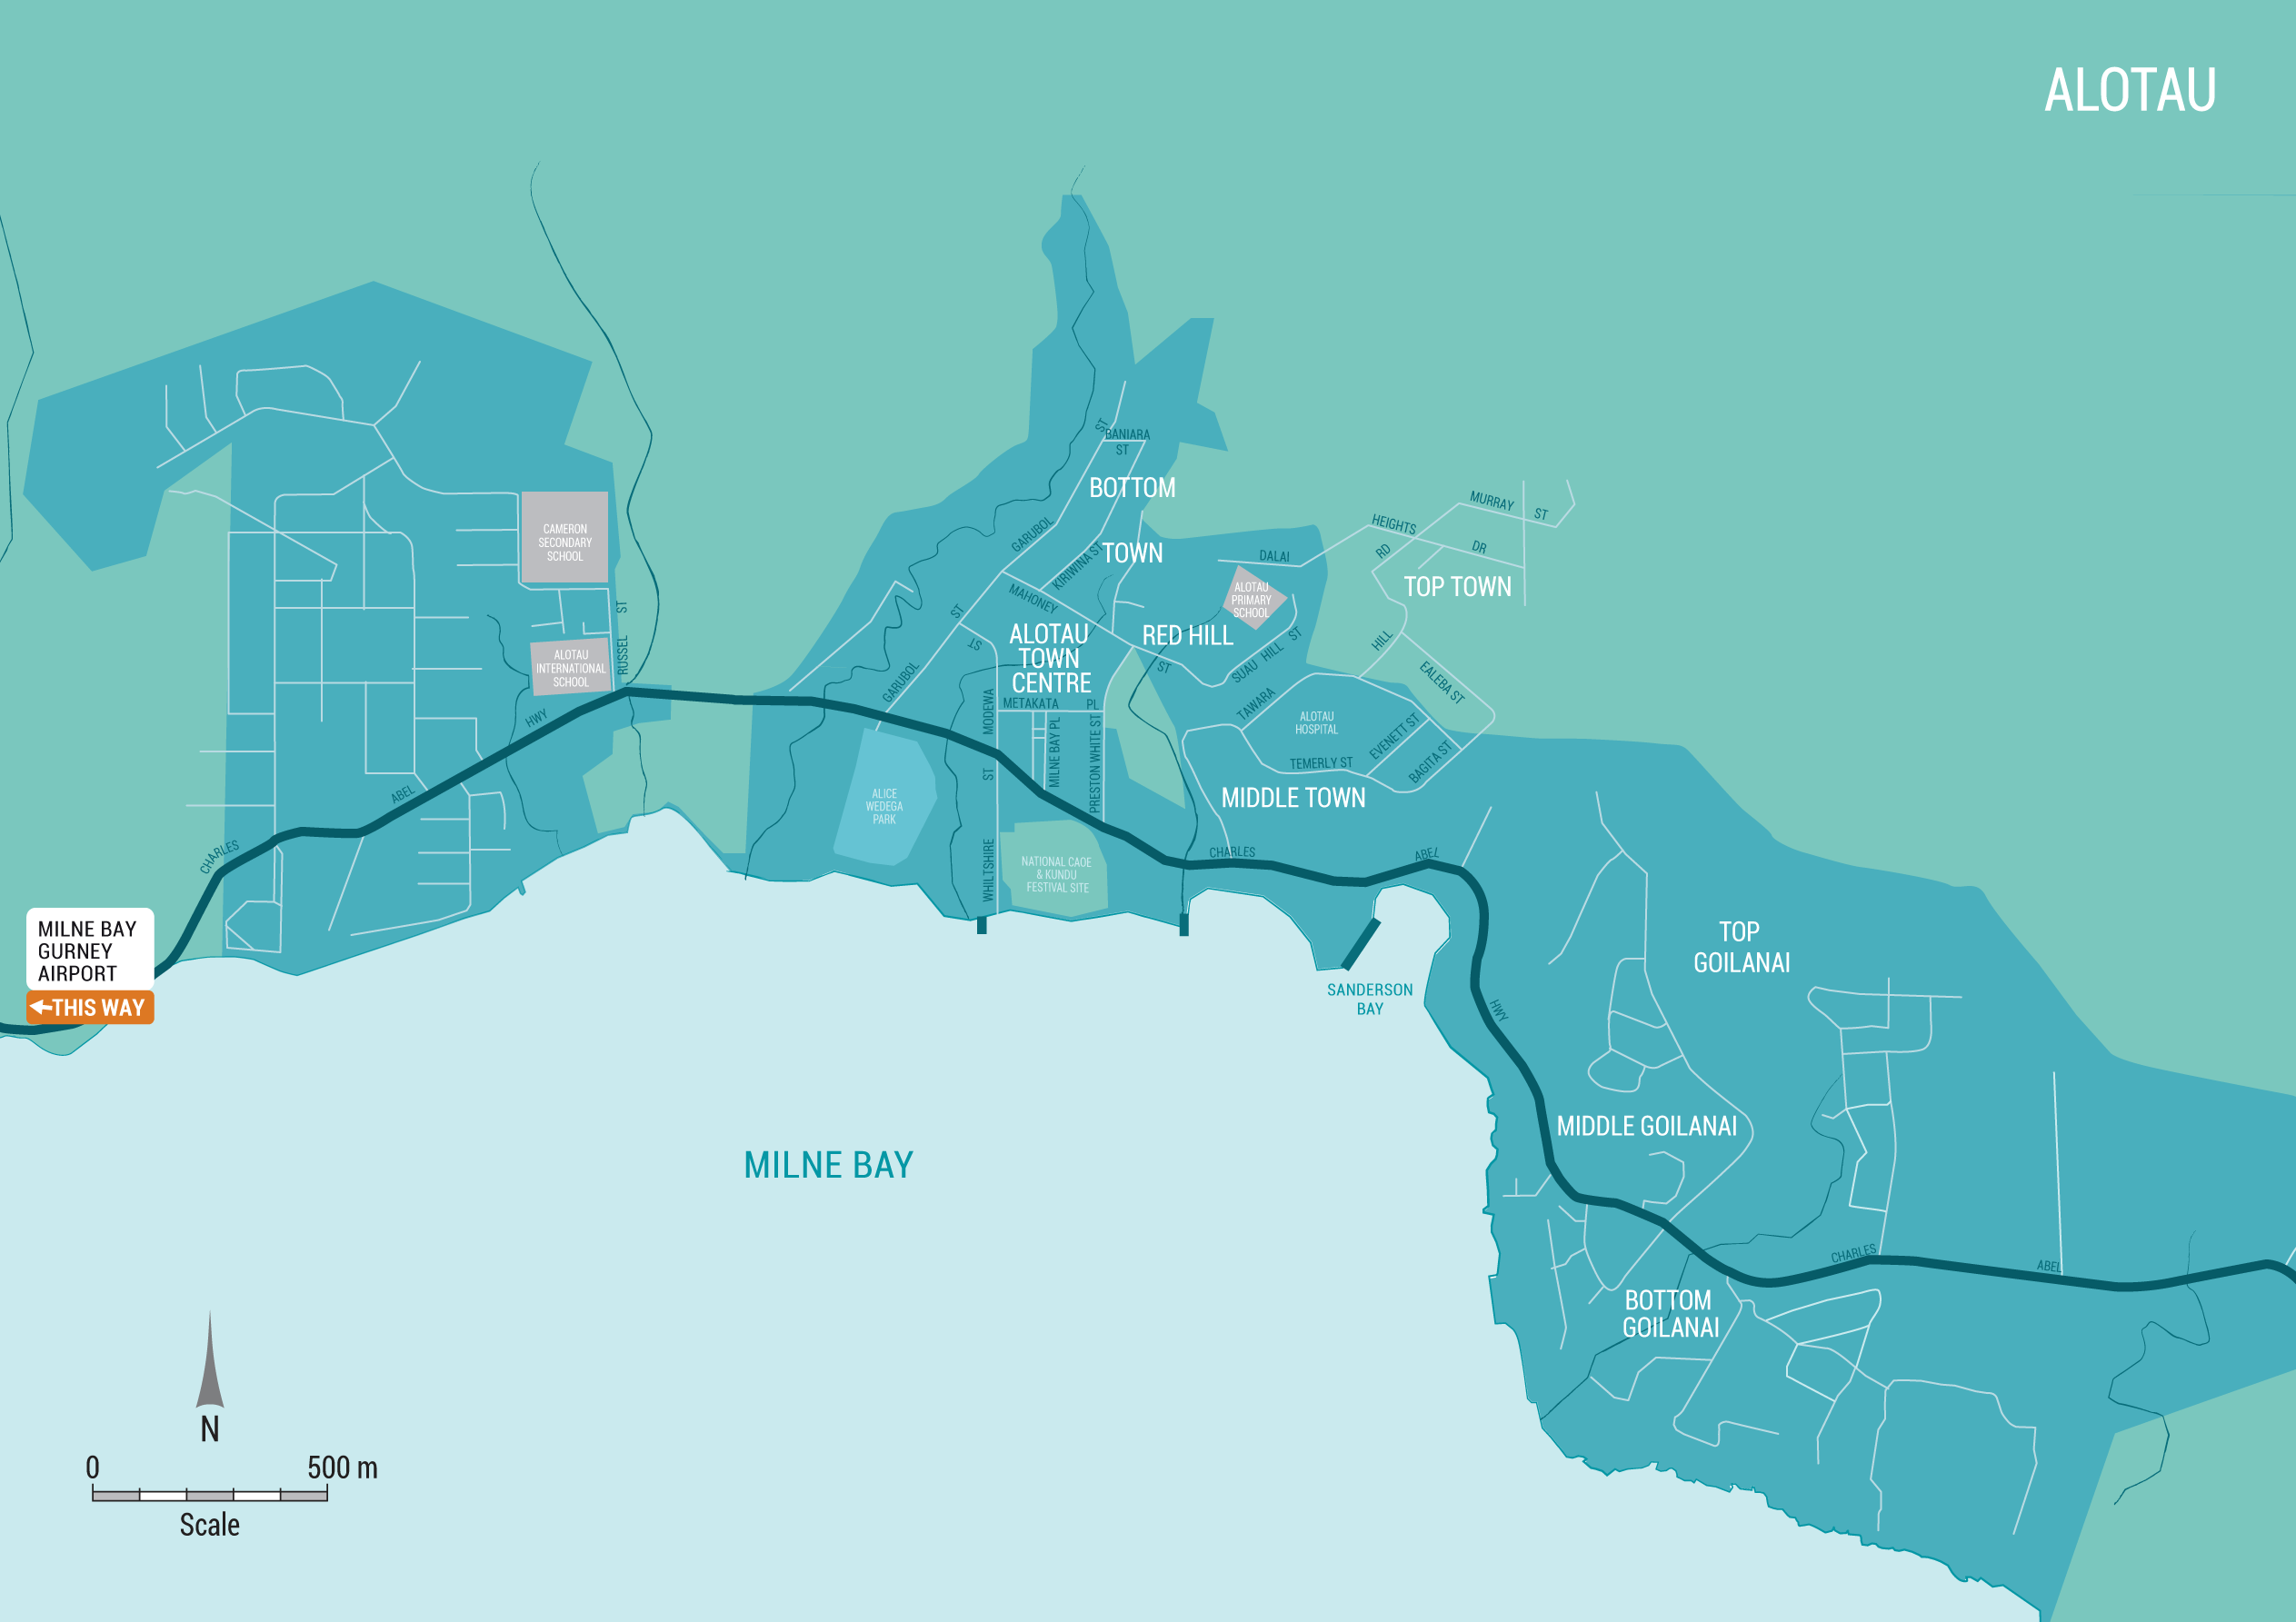 ALOTAU
CAMERON
SECONDARY
SCHOOL
ALOTAU
INTERNATIONAL
SCHOOL
RUSSEL ST
BANIARA
ST
BOTTOM
TOWN
GARUBOL ST
KIRIWINA ST
MAHONEY ST
GARUBOL ST
ST
ALOTAU
TOWN
CENTRE
RED HILL
DALAI
ALOTAU
PRIMARY
SCHOOL
SUAU HILL ST
HEIGHTS DR
MURRAY ST
TOP TOWN
HILL RD
EALEBA ST
TAWARA
ALOTAU
HOSPITAL
EVENETT ST
BAGITA ST
TEMERLY ST
MIDDLE TOWN
METAKATA PL
MODEWA
ST
MILNE BAY PL
PRESTON WHITE ST
WHILTSHIRE
ALICE
WEDEGA
PARK
NATIONAL CAOE
& KUNDU
FESTIVAL SITE
CHARLES ABEL HWY
CHARLES ABEL HWY
MILNE BAY
GURNEY
AIRPORT
THIS WAY
SANDERSON
BAY
TOP
GOILANAI
MIDDLE GOILANAI
MILNE BAY
CHARLES ABEL
BOTTOM
GOILANAI
N
0 500 m
Scale